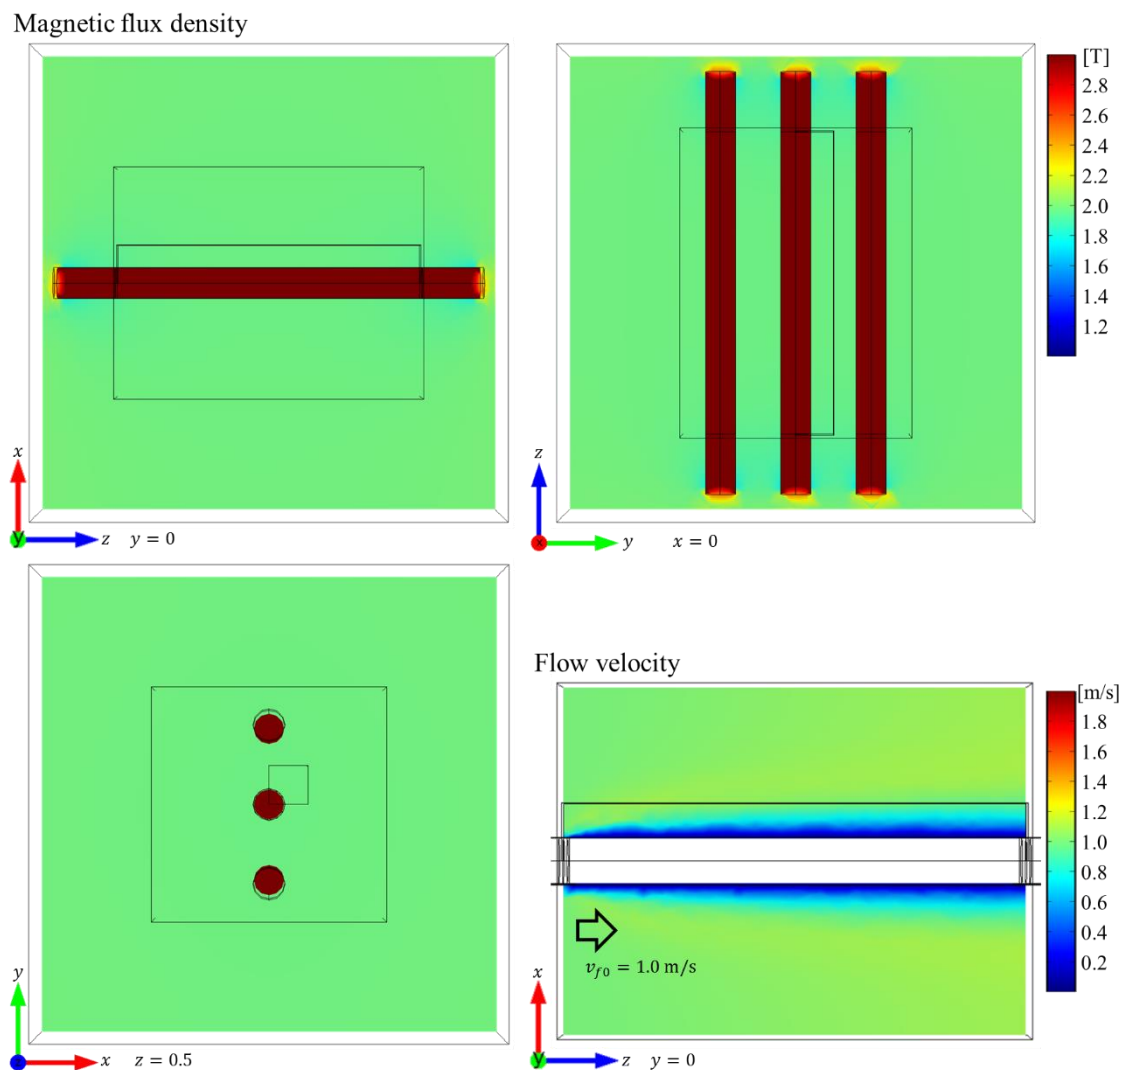 Magnetic flux density
[T]
2.8
2.6
2.4
2.2
2.0
1.8
1.6
1.4
1.2
x
y
z y = 0
z
x
y x = 0
Flow velocity
[m/s]
1.8
1.6
1.4
1.2
1.0
0.8
0.6
0.4
0.2
v_{f0} = 1.0 m/s
y
z
x z = 0.5
x
y
z y = 0